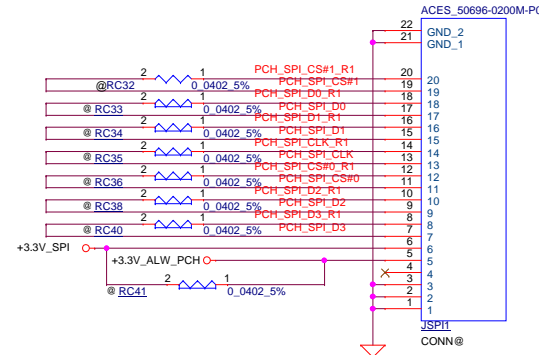 ACES_50696-0200M-P0
22
GND_2
21
GND_1
2 1 PCH_SPI_CS#1_R1 20 20
@RC32 0_0402_5% PCH_SPI_CS#1 19 19
2 1 PCH_SPI_D0_R1 18 18
@ RC33 0_0402_5% PCH_SPI_D0 17 17
2 1 PCH_SPI_D1_R1 16 16
@ RC34 0_0402_5% PCH_SPI_D1 15 15
2 1 PCH_SPI_CLK_R1 14 14
@ RC35 0_0402_5% PCH_SPI_CLK 13 13
2 1 PCH_SPI_CS#0_R1 12 12
@ RC36 0_0402_5% PCH_SPI_CS#0 11 11
2 1 PCH_SPI_D2_R1 10 10
@ RC38 0_0402_5% PCH_SPI_D2 9 9
2 1 PCH_SPI_D3_R1 8 8
@ RC40 0_0402_5% PCH_SPI_D3 7 7
+3.3V_SPI 6 6
+3.3V_ALW_PCH 5 5
4 4
2 1 3 3
@ RC41 0_0402_5% 2 2
1 1
JSPI1
CONN@